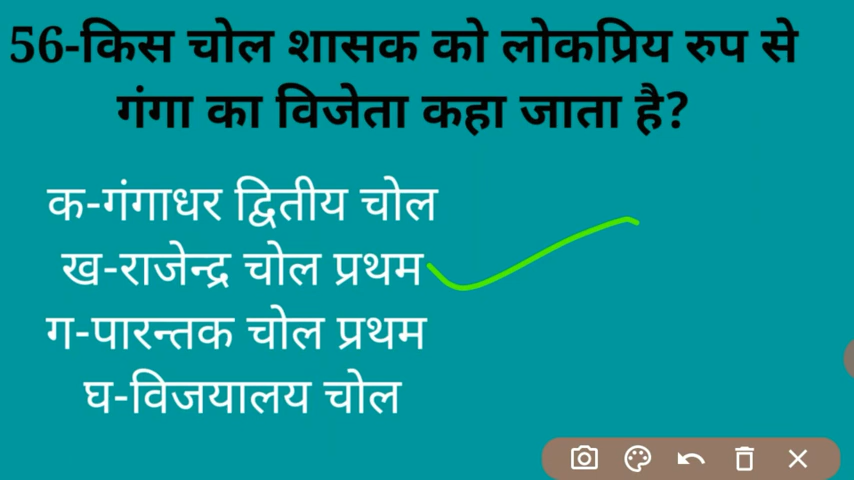 56-किस चोल शासक को लोकप्रिय रुप से
गंगा का विजेता कहा जाता है?
क-गंगाधर द्वितीय चोल
ख-राजेन्द्र चोल प्रथम
ग-पारन्तक चोल प्रथम
घ-विजयालय चोल